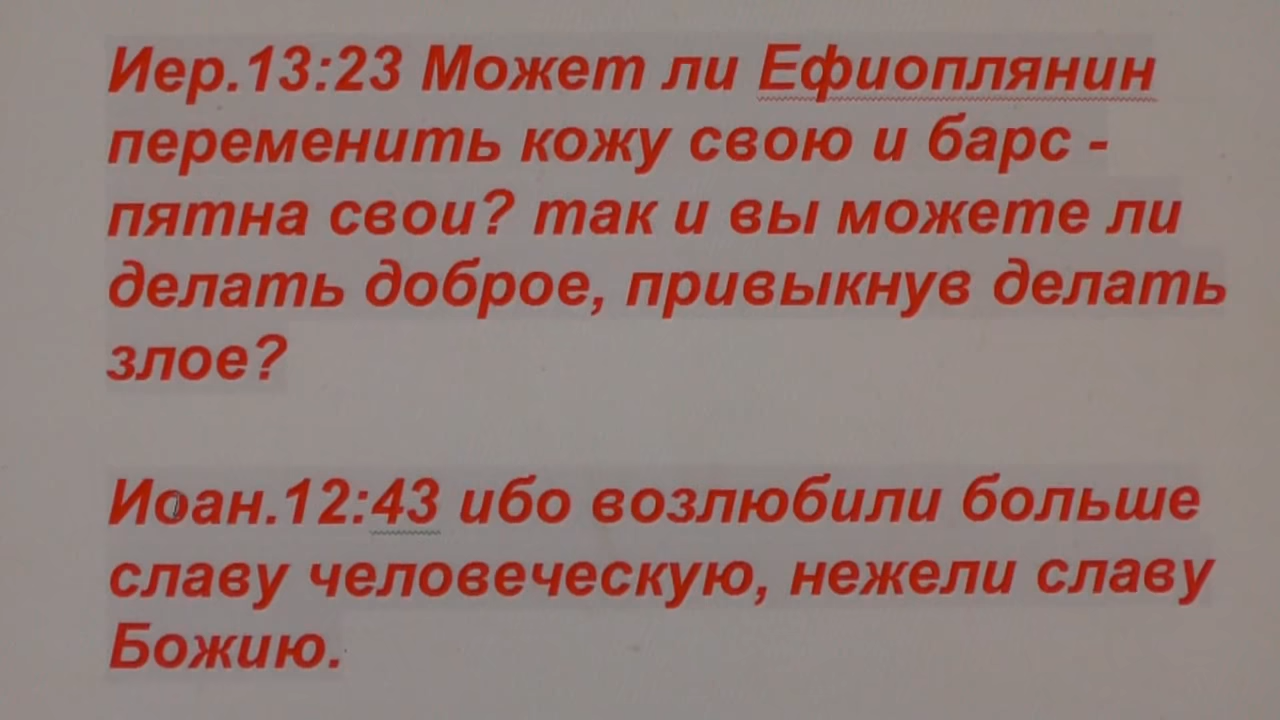 Иер.13:23 Может ли Ефиоплянин
переменить кожу свою и барс -
пятна свои? так и вы можете ли
делать доброе, привыкнув делать
злое?
Иоан.12:43 ибо возлюбили больше
славу человеческую, нежели славу
Божию.